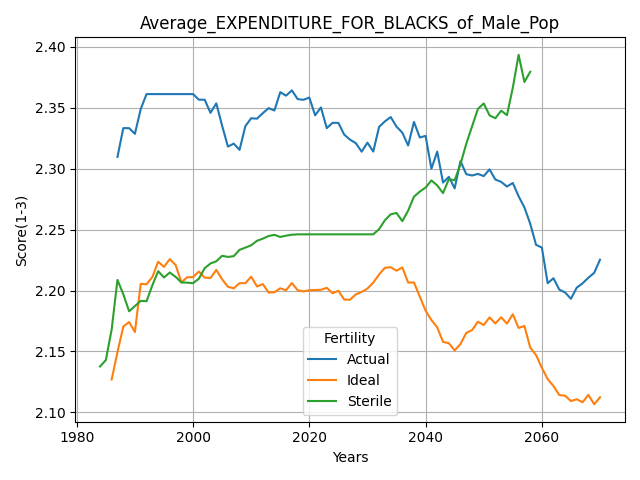 Average_EXPENDITURE_FOR_BLACKS_of_Male_Pop
2.40
2.35
2.30
2.25
2.20
2.15
2.10
Score(1-3)
Fertility
Actual
Ideal
Sterile
1980
2000
2020
2040
2060
Years